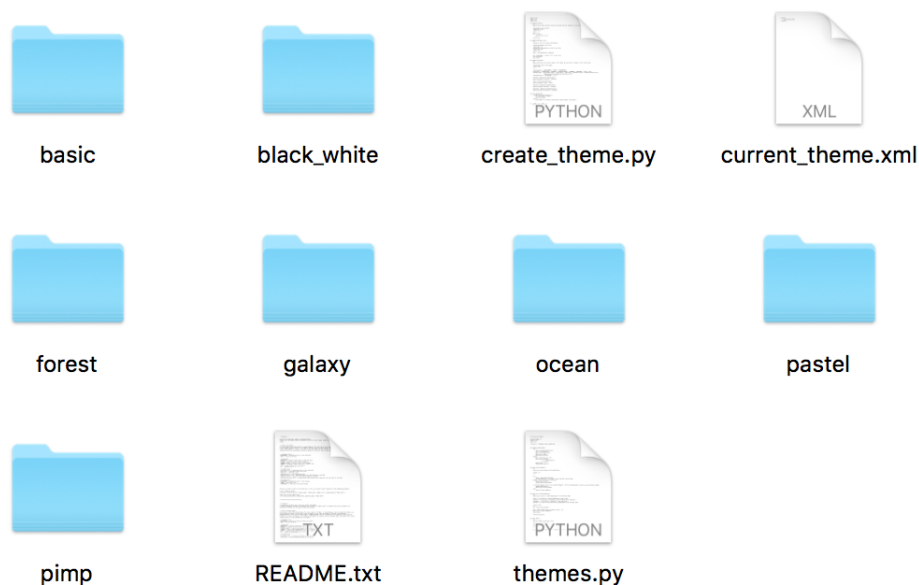 PYTHON
XML
basic
black_white
create_theme.py
current_theme.xml
forest
galaxy
ocean
pastel
TXT
PYTHON
pimp
README.txt
themes.py